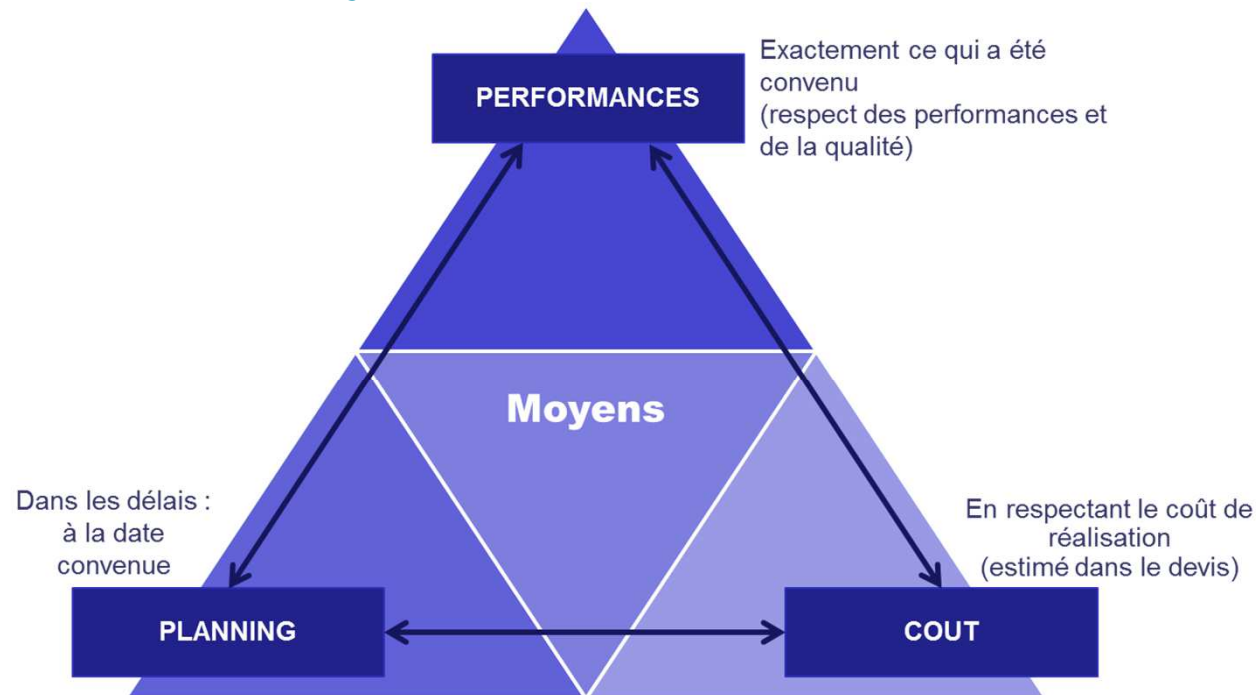 PERFORMANCES
Exactement ce qui a été
convenu
(respect des performances et
de la qualité)
Moyens
Dans les délais :
à la date
convenue
En respectant le coût de
réalisation
(estimé dans le devis)
PLANNING
COUT